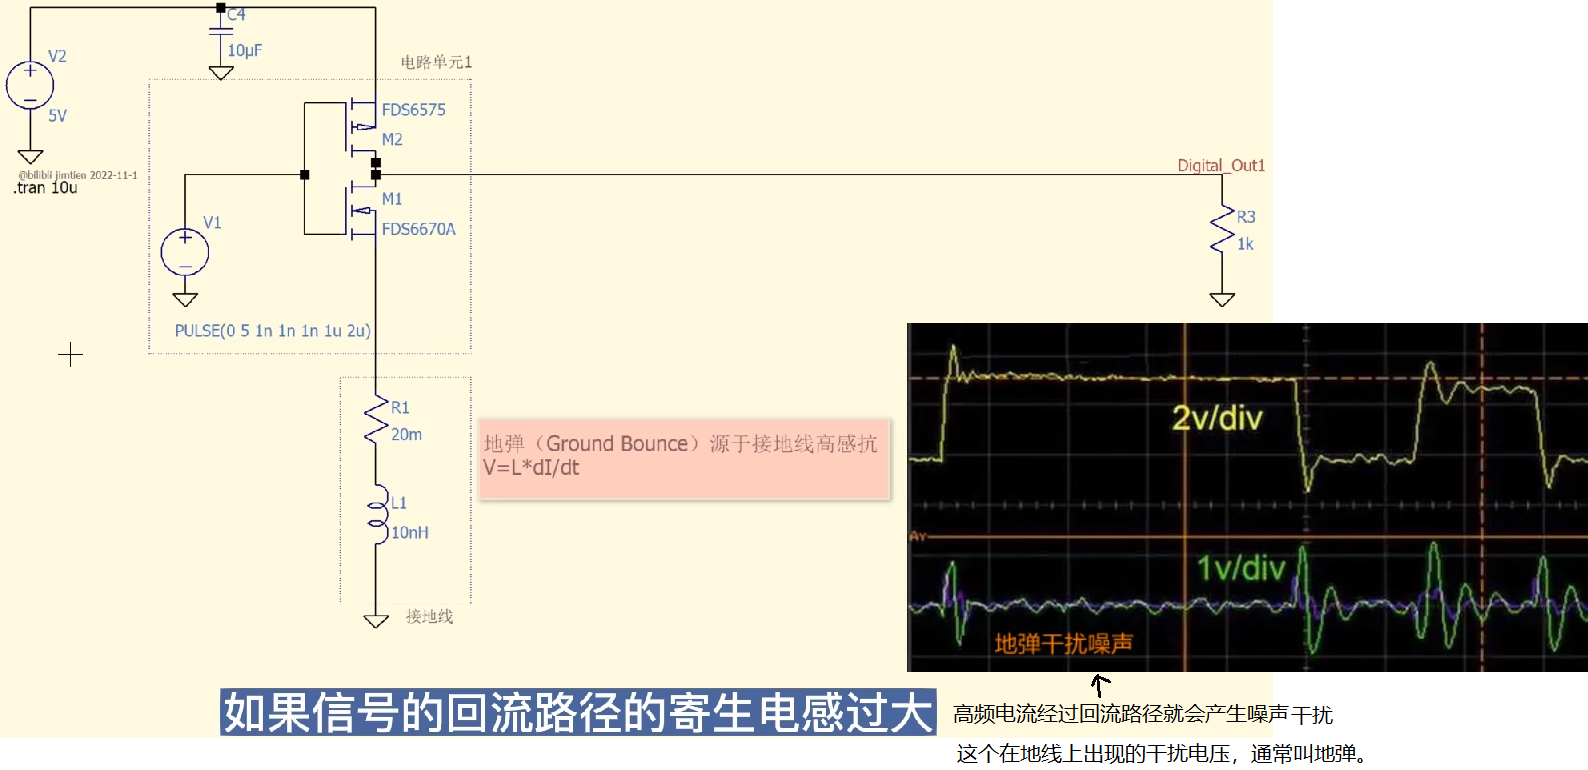 C4
10µF
V2
5V
@bilibli jimtien 2022-11-1
.tran 10u
电路单元1
FDS6575
M2
M1
FDS6670A
V1
PULSE(0 5 1n 1n 1n 1u 2u)
Digital_Out1
R3
1k
R1
20m
L1
10nH
接地线
地弹（Ground Bounce）源于接地线高感抗
V=L*dI/dt
2v/div
1v/div
地弹干扰噪声
如果信号的回流路径的寄生电感过大
高频电流经过回流路径就会产生噪声干扰
这个在地线上出现的干扰电压，通常叫地弹。